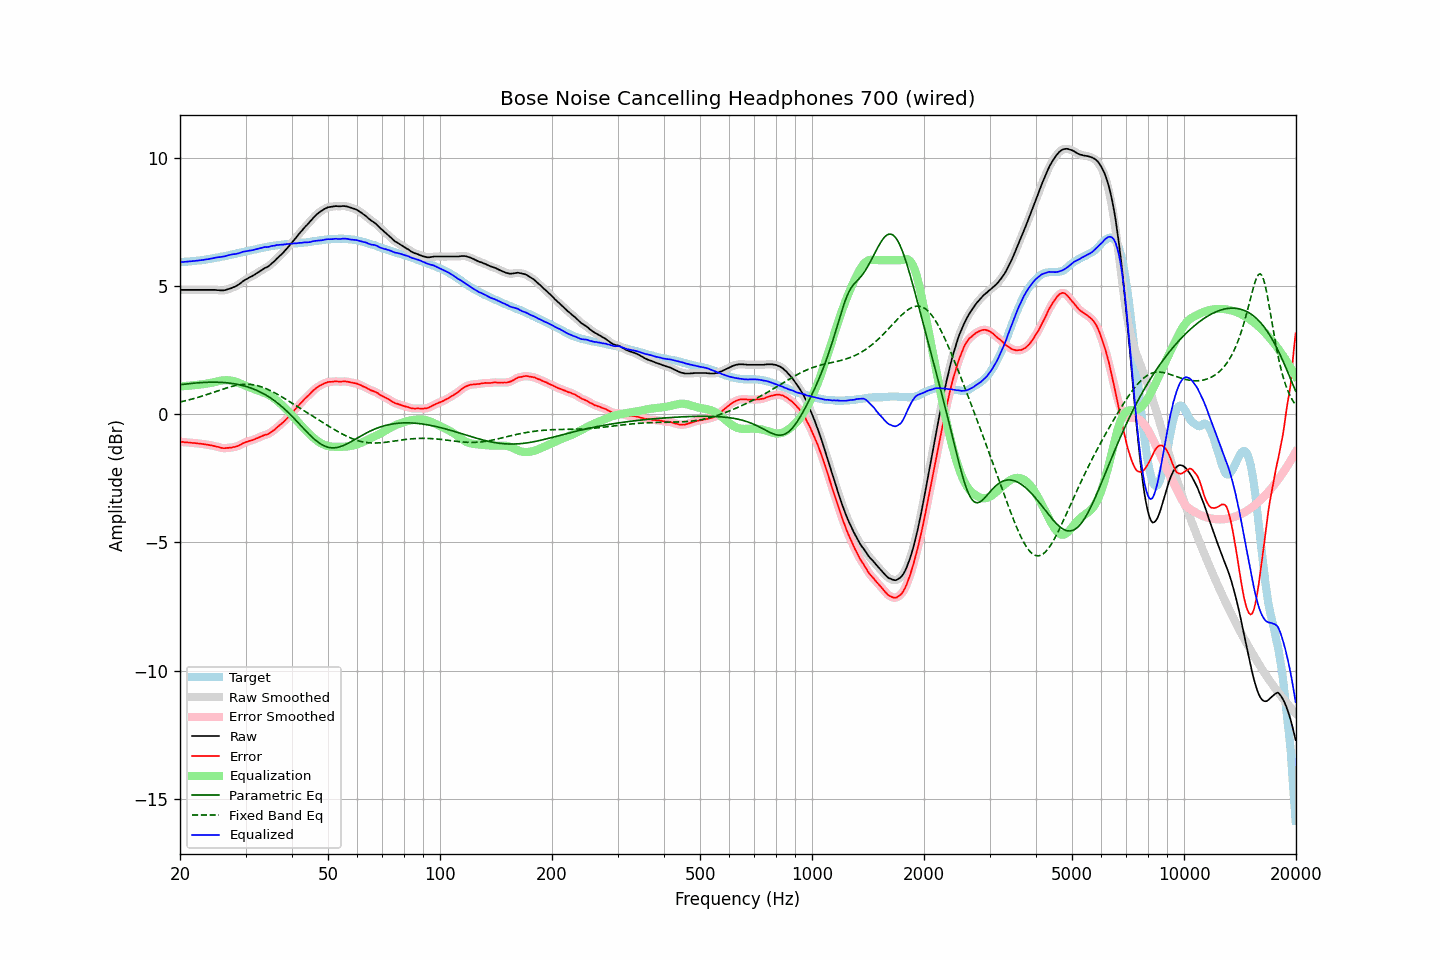 Bose Noise Cancelling Headphones 700 (wired)
10
5
0
−5
−10
−15
Amplitude (dBr)
Target
Raw Smoothed
Error Smoothed
Raw
Error
Equalization
Parametric Eq
Fixed Band Eq
Equalized
20 50 100 200 500 1000 2000 5000 10000 20000
Frequency (Hz)